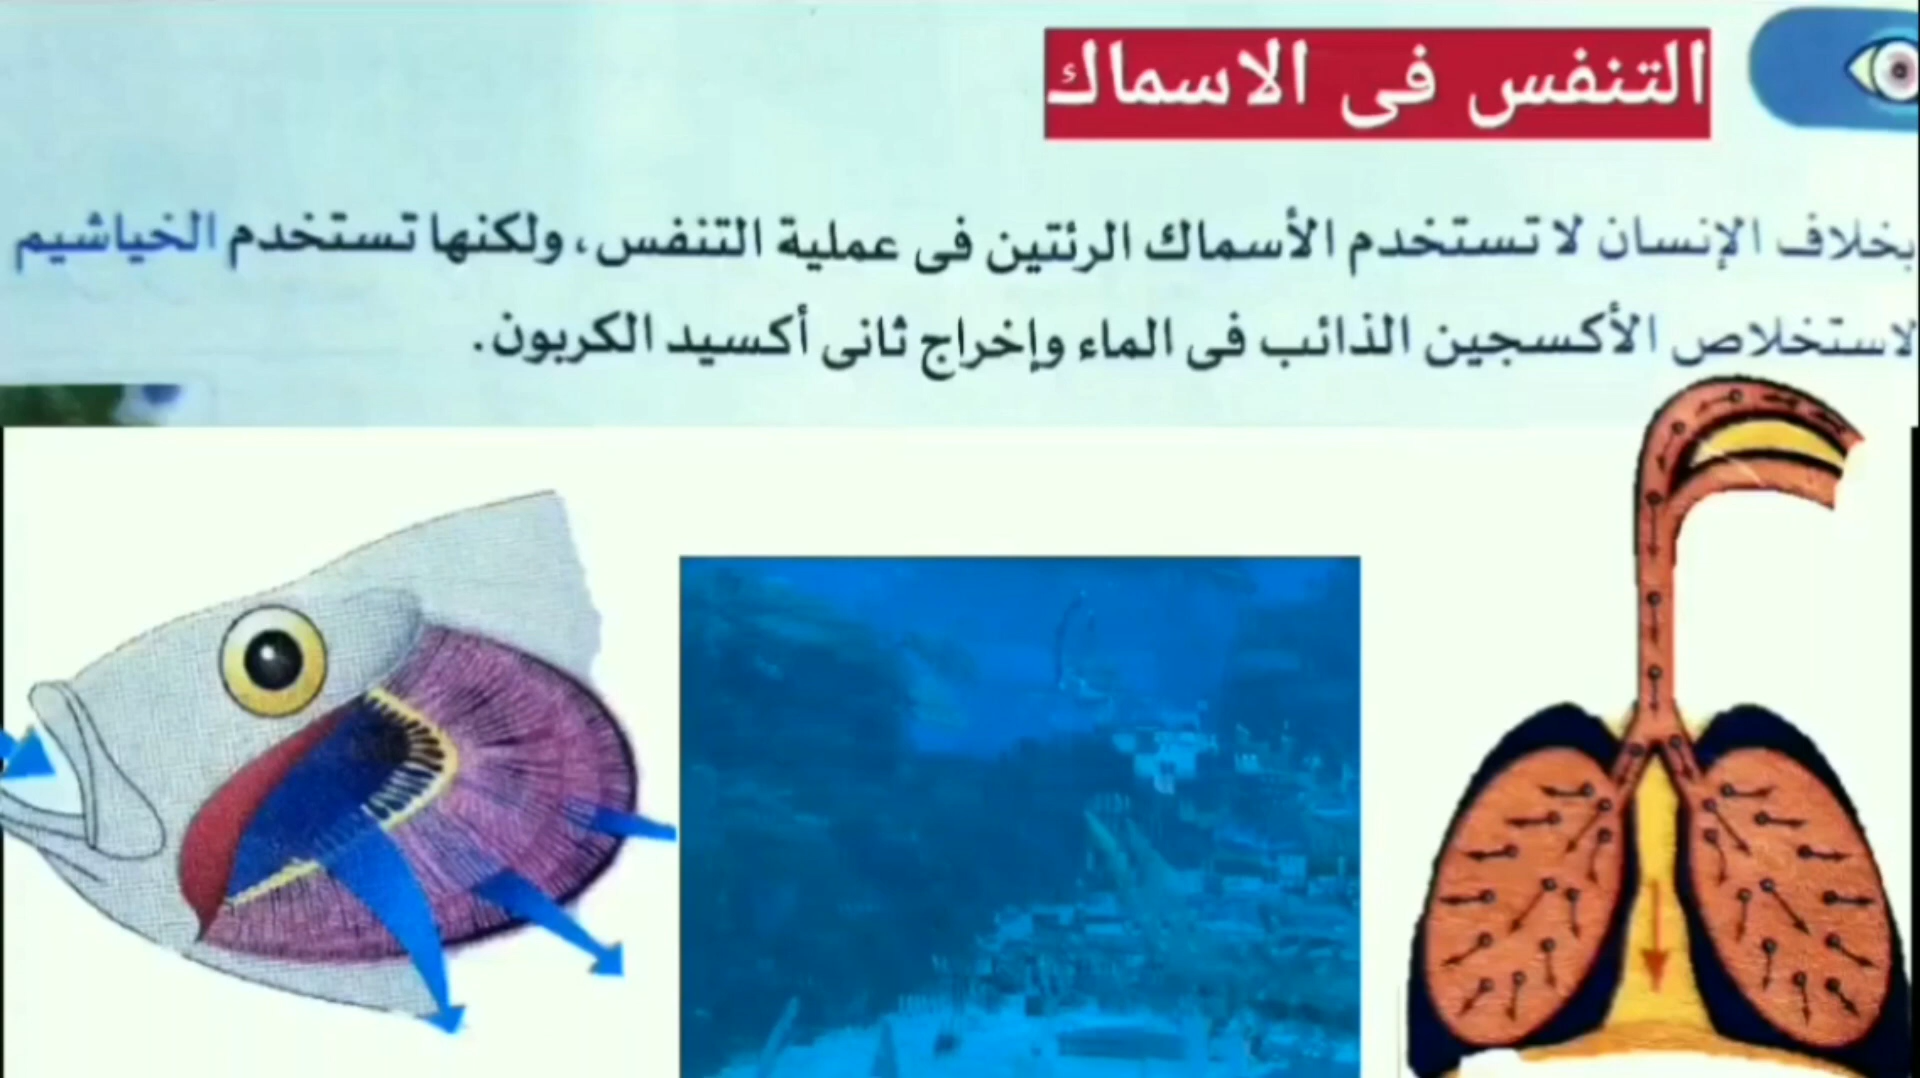 التنفس فى الاسماك
بخلاف الإنسان لا تستخدم الأسماك الرئتين فى عملية التنفس، ولكنها تستخدم الخياشيم
لاستخلاص الأكسجين الذائب فى الماء وإخراج ثانى أكسيد الكربون.